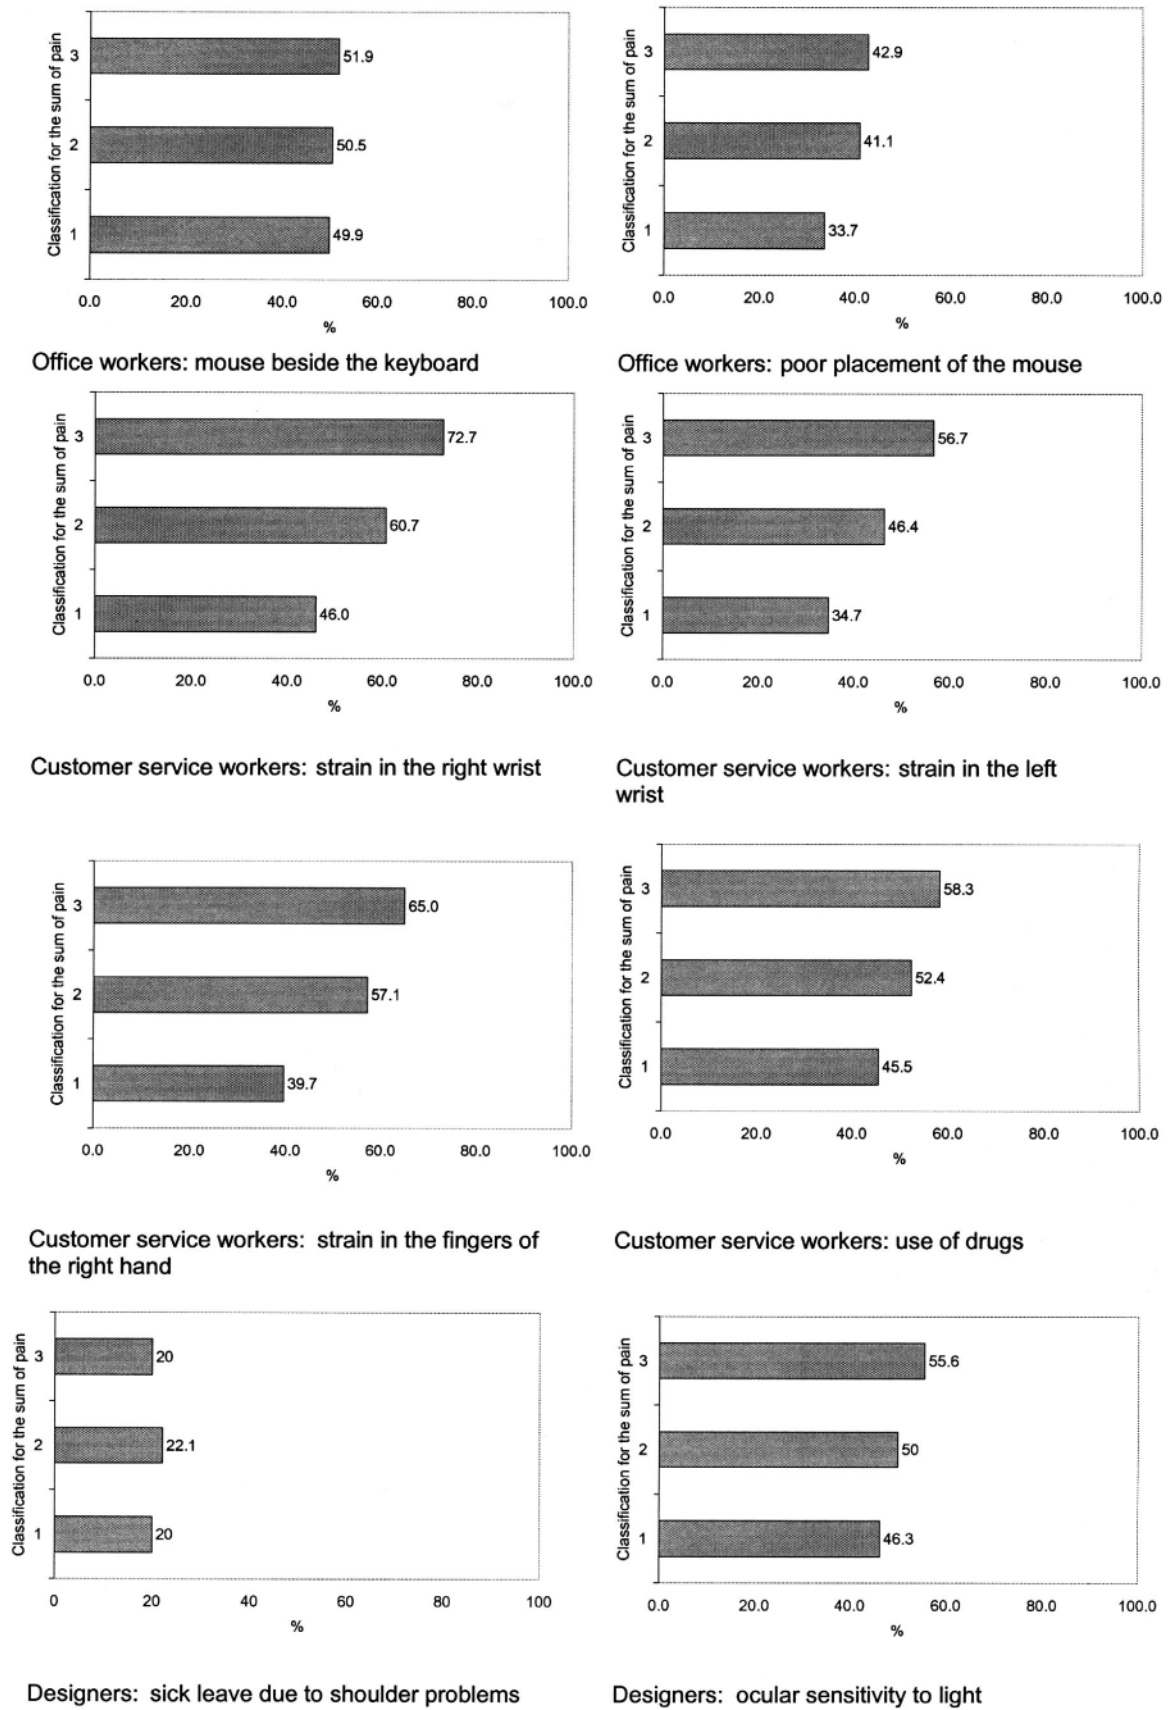 Classification for the sum of pain
3
51.9
2
50.5
1
49.9
0.0 20.0 40.0 60.0 80.0 100.0
%
Office workers: mouse beside the keyboard
Classification for the sum of pain
3
42.9
2
41.1
1
33.7
0.0 20.0 40.0 60.0 80.0 100.0
%
Office workers: poor placement of the mouse
Classification for the sum of pain
3
72.7
2
60.7
1
46.0
0.0 20.0 40.0 60.0 80.0 100.0
%
Customer service workers: strain in the right wrist
Classification for the sum of pain
3
56.7
2
46.4
1
34.7
0.0 20.0 40.0 60.0 80.0 100.0
%
Customer service workers: strain in the left
wrist
Classification for the sum of pain
3
65.0
2
57.1
1
39.7
0.0 20.0 40.0 60.0 80.0 100.0
%
Customer service workers: strain in the fingers of
the right hand
Classification for the sum of pain
3
58.3
2
52.4
1
45.5
0.0 20.0 40.0 60.0 80.0 100.0
%
Customer service workers: use of drugs
Classification for the sum of pain
3
20
2
22.1
1
20
0 20 40 60 80 100
%
Designers: sick leave due to shoulder problems
Classification for the sum of pain
3
55.6
2
50
1
46.3
0.0 20.0 40.0 60.0 80.0 100.0
%
Designers: ocular sensitivity to light